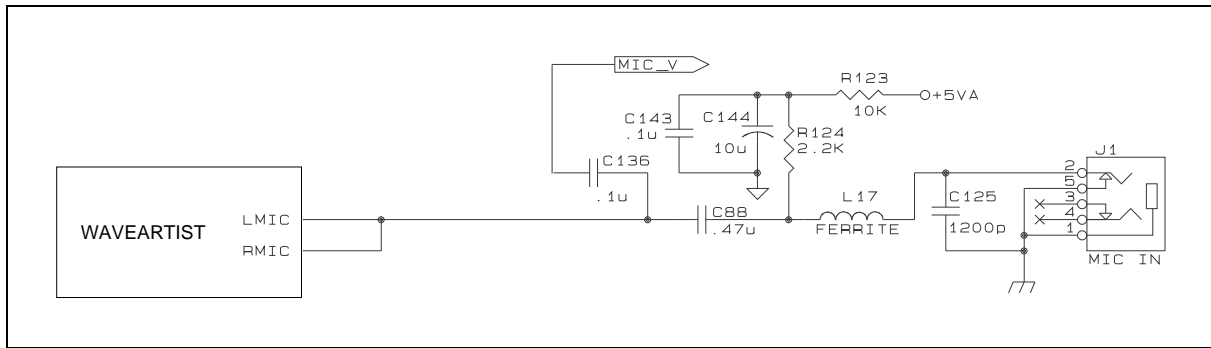 MIC_V
R123
10K
+5VA
C143
.1u
C144
10u
R124
2.2K
C136
.1u
J1
2
5
3
4
1
MIC IN
L17
FERRITE
C125
1200p
C88
.47u
WAVEARTIST
LMIC
RMIC